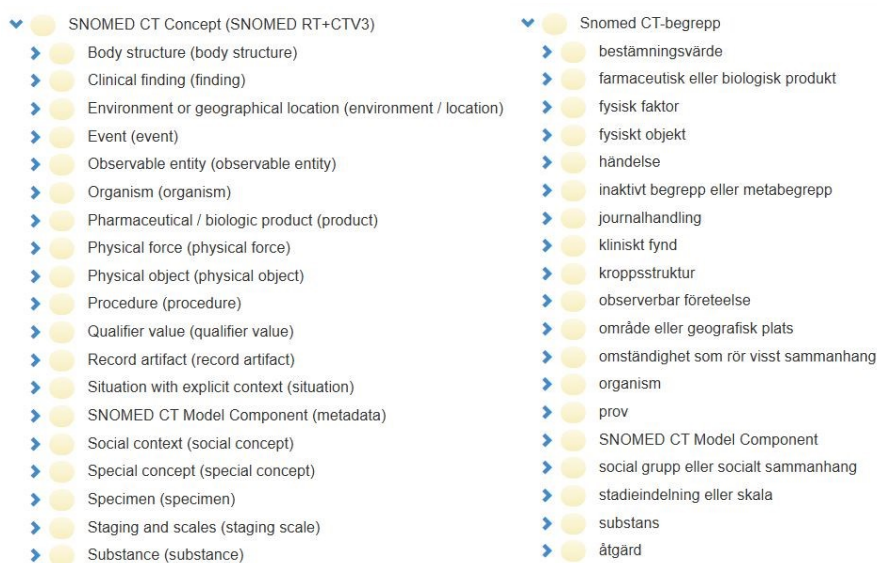 SNOMED CT Concept (SNOMED RT+CTV3)
Body structure (body structure)
Clinical finding (finding)
Environment or geographical location (environment / location)
Event (event)
Observable entity (observable entity)
Organism (organism)
Pharmaceutical / biologic product (product)
Physical force (physical force)
Physical object (physical object)
Procedure (procedure)
Qualifier value (qualifier value)
Record artifact (record artifact)
Situation with explicit context (situation)
SNOMED CT Model Component (metadata)
Social context (social concept)
Special concept (special concept)
Specimen (specimen)
Staging and scales (staging scale)
Substance (substance)
Snomed CT-begrepp
bestämningsvärde
farmaceutisk eller biologisk produkt
fysisk faktor
fysiskt objekt
händelse
inaktivt begrepp eller metabegrepp
journalhandling
kliniskt fynd
kroppsstruktur
observerbar företeelse
område eller geografisk plats
omständighet som rör visst sammanhang
organism
prov
SNOMED CT Model Component
social grupp eller socialt sammanhang
stadieindelning eller skala
substans
åtgärd